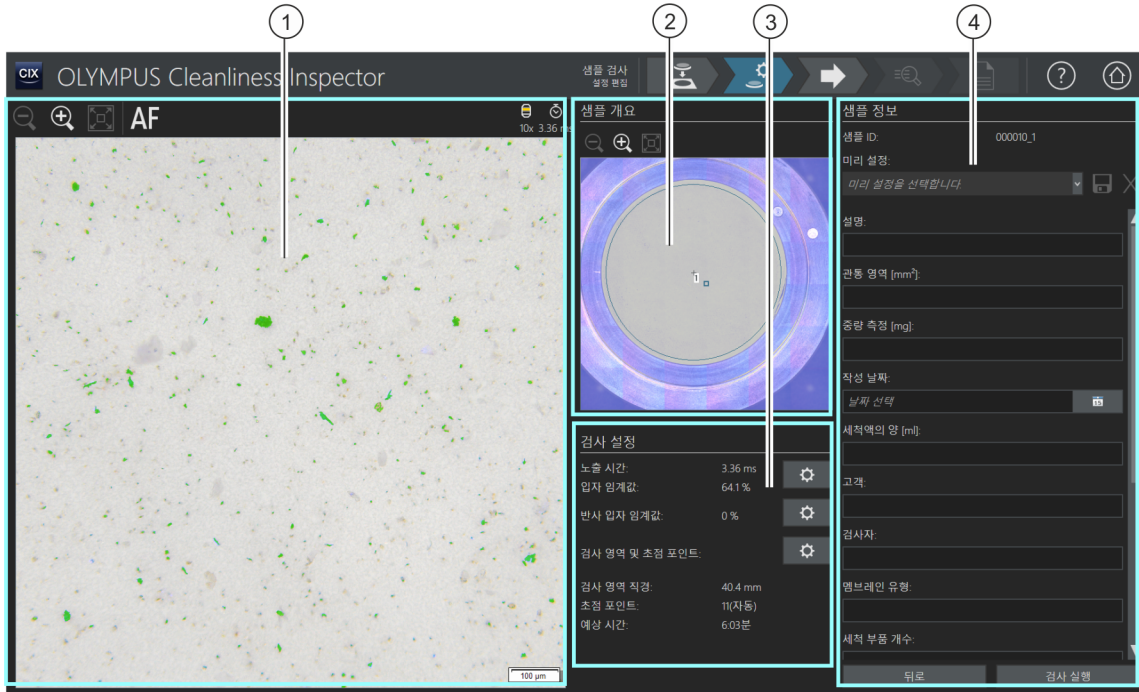 1
2
3
4
CIX
OLYMPUS Cleanliness Inspector
샘플 검사
설정 편집
?
AF
10x 3.36 ms
100 µm
샘플 개요
1
검사 설정
노출 시간: 3.36 ms
입자 임계값: 64.1 %
반사 입자 임계값: 0 %
검사 영역 및 초점 포인트:
검사 영역 직경: 40.4 mm
초점 포인트: 11(자동)
예상 시간: 6:03분
샘플 정보
샘플 ID: 000010_1
미리 설정:
미리 설정을 선택합니다.
설명:
관통 영역 [mm²]:
중량 측정 [mg]:
작성 날짜:
날짜 선택
15
세척액의 양 [ml]:
고객:
검사자:
멤브레인 유형:
세척 부품 개수:
뒤로
검사 실행